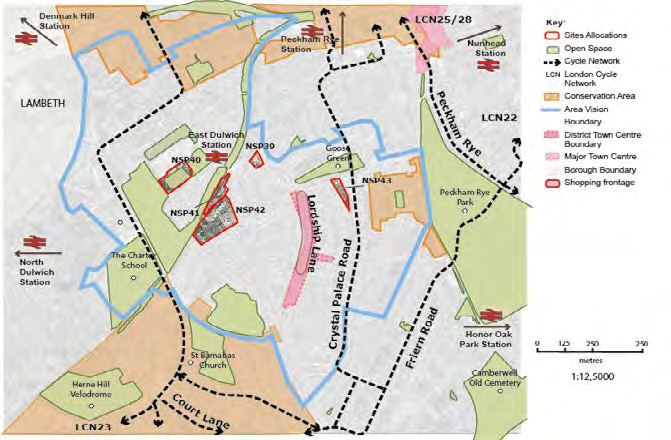 Denmark Hill
Station
LCN25/28
Peckham Rye
Station
Nunhead
Station
LAMBETH
Peckham Rye
LCN22
East Dulwich
Station
NSP39
NSP40
Goose
Green
NSP43
NSP41
NSP42
Peckham Rye
Park
Lordship Lane
The Charter
School
North
Dulwich
Station
Crystal Palace Road
Friern Road
Honor Oak
Park Station
St Barnabas
Church
Camberwell
Old Cemetery
Herne Hill
Velodrome
Court Lane
LCN23
Key:
Sites Allocations
Open Space
Cycle Network
LCN London Cycle
Network
Conservation Area
Area Vision
Boundary
District Town Centre
Boundary
Major Town Centre
Borough Boundary
Shopping frontage
0 125 250 250
metres
1:12,5000